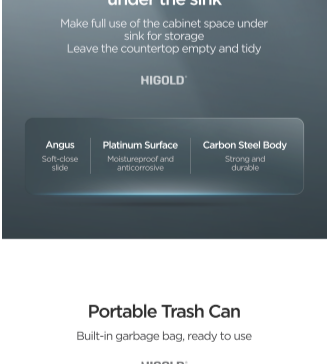 under the sink
Make full use of the cabinet space under
sink for storage
Leave the countertop empty and tidy
HIGOLD®
Angus
Soft-close
slide
Platinum Surface
Moistureproof and
anticorrosive
Carbon Steel Body
Strong and
durable
Portable Trash Can
Built-in garbage bag, ready to use
HIGOLD®